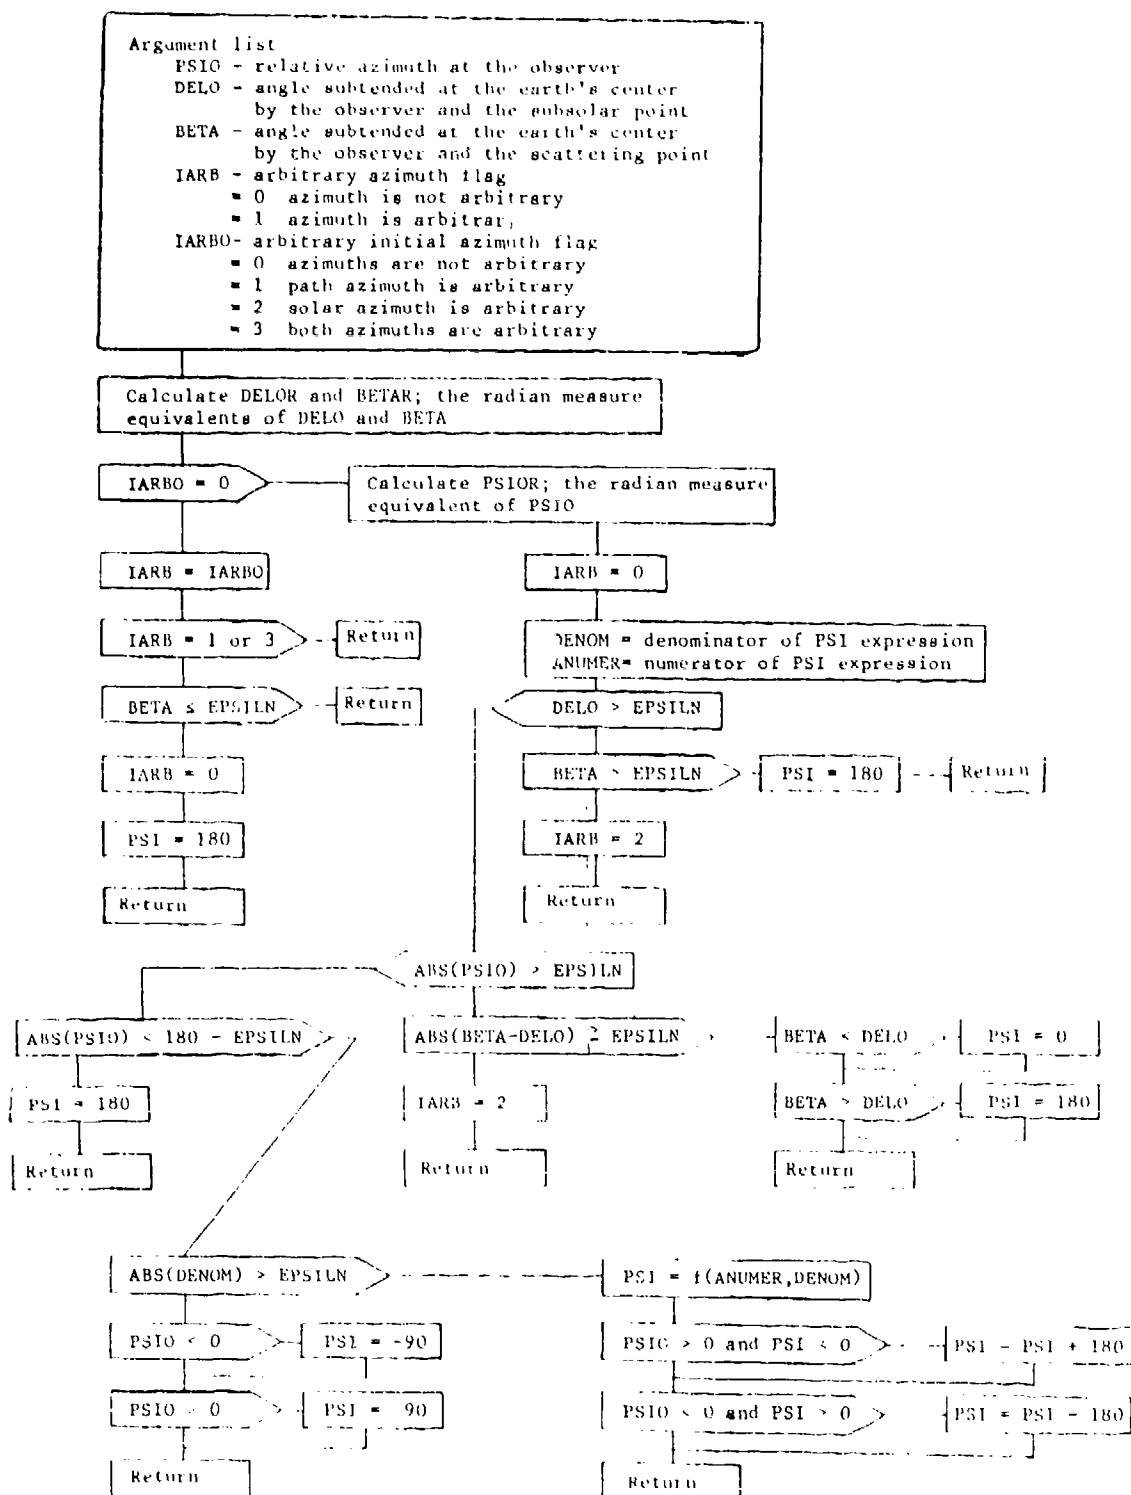 Argument list
PSIO - relative azimuth at the observer
DELO - angle subtended at the earth's center
by the observer and the subsolar point
BETA - angle subtended at the earth's center
by the observer and the scattering point
IARB - arbitrary azimuth flag
= 0 azimuth is not arbitrary
= 1 azimuth is arbitrar,
IARBO- arbitrary initial azimuth flag
= 0 azimuths are not arbitrary
= 1 path azimuth is arbitrary
= 2 solar azimuth is arbitrary
= 3 both azimuths are arbitrary
Calculate DELOR and BETAR; the radian measure
equivalents of DELO and BETA
IARBO = 0
Calculate PSIOR; the radian measure
equivalent of PSIO
IARB = IARBO
IARB = 0
IARB = 1 or 3
Return
DENOM = denominator of PSI expression
ANUMER= numerator of PSI expression
BETA ≤ EPSILN
Return
DELO > EPSILN
IARB = 0
BETA > EPSILN
PSI = 180
Return
PSI = 180
IARB = 2
Return
Return
ABS(PSIO) > EPSILN
ABS(PSIO) < 180 - EPSILN
ABS(BETA-DELO) ≥ EPSILN
BETA < DELO
PSI = 0
PSI = 180
IARB = 2
BETA > DELO
PSI = 180
Return
Return
Return
ABS(DENOM) > EPSILN
PSI = f(ANUMER,DENOM)
PSIO < 0
PSI = -90
PSIO > 0 and PSI < 0
PSI - PSI + 180
PSIO > 0
PSI = 90
PSIO < 0 and PSI > 0
PSI = PSI - 180
Return
Return